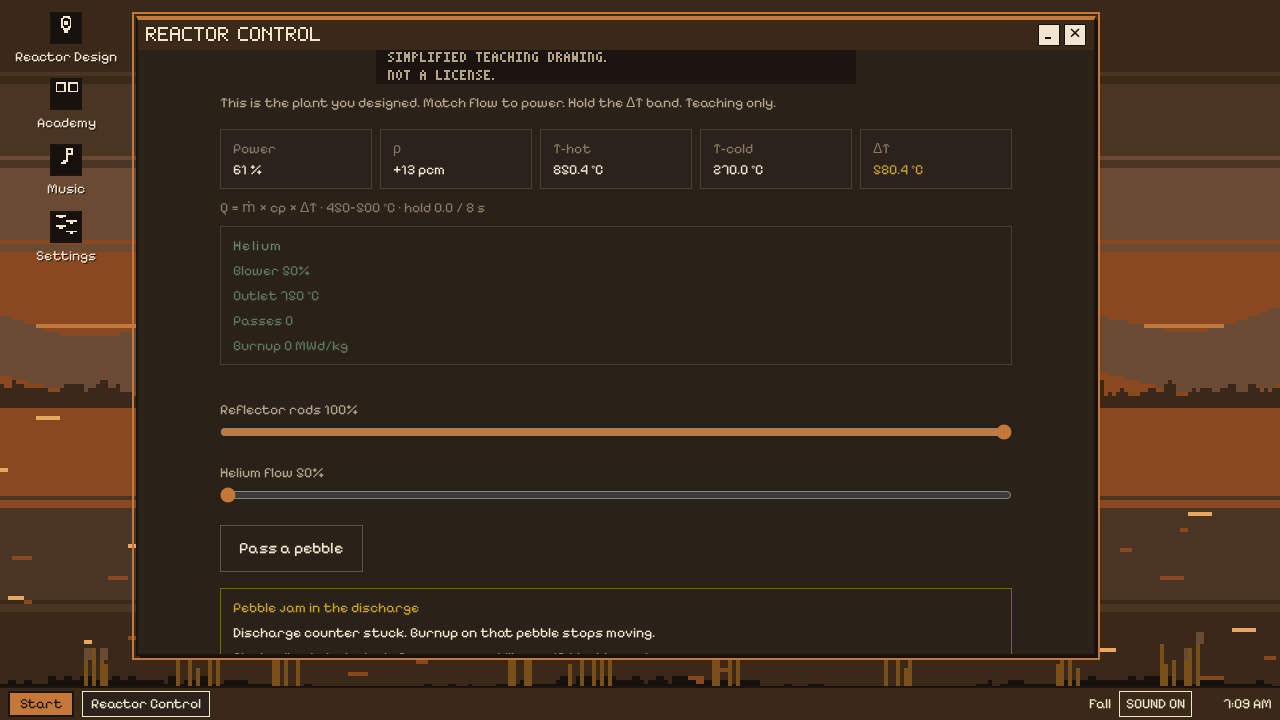 Reactor Design
Academy
Music
Settings
REACTOR CONTROL
SIMPLIFIED TEACHING DRAWING.
NOT A LICENSE.
This is the plant you designed. Match flow to power. Hold the ΔT band. Teaching only.
Power
61 %
ρ
+13 pcm
T-hot
850.4 °C
T-cold
270.0 °C
ΔT
580.4 °C
Q = ṁ × cp × ΔT · 450-500 °C · hold 0.0 / 8 s
Helium
Blower 50%
Outlet 750 °C
Passes 0
Burnup 0 MWd/kg
Reflector rods 100%
Helium flow 50%
Pass a pebble
Pebble jam in the discharge
Discharge counter stuck. Burnup on that pebble stops moving.
Start
Reactor Control
Fall
SOUND ON
7:09 AM